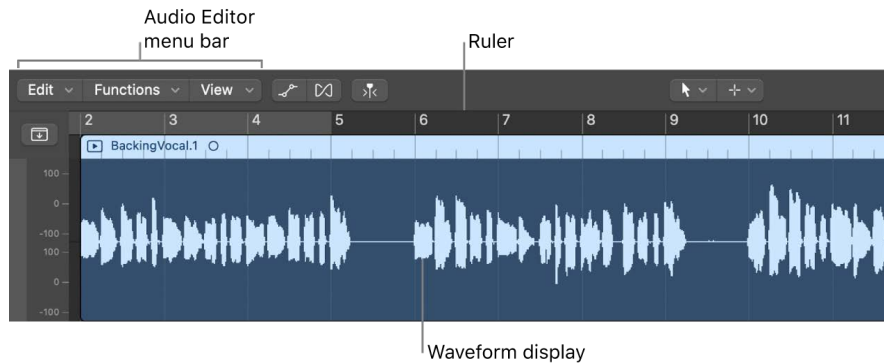 Audio Editor
menu bar
Ruler
Edit Functions View
2 3 4 5 6 7 8 9 10 11
BackingVocal.1
100
0
-100
100
0
-100
Waveform display